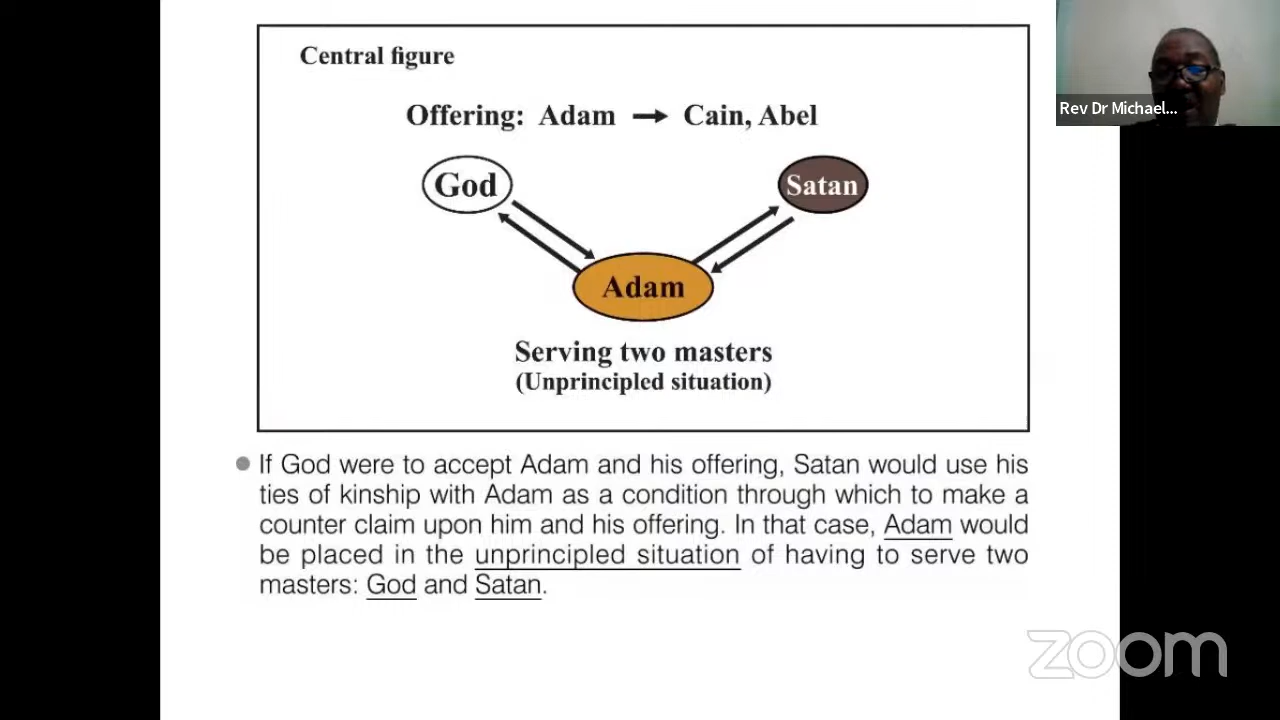 Central figure
Offering: Adam → Cain, Abel
God
Satan
Adam
Serving two masters
(Unprincipled situation)
● If God were to accept Adam and his offering, Satan would use his
ties of kinship with Adam as a condition through which to make a
counter claim upon him and his offering. In that case, Adam would
be placed in the unprincipled situation of having to serve two
masters: God and Satan.
Rev Dr Michael...
zoom